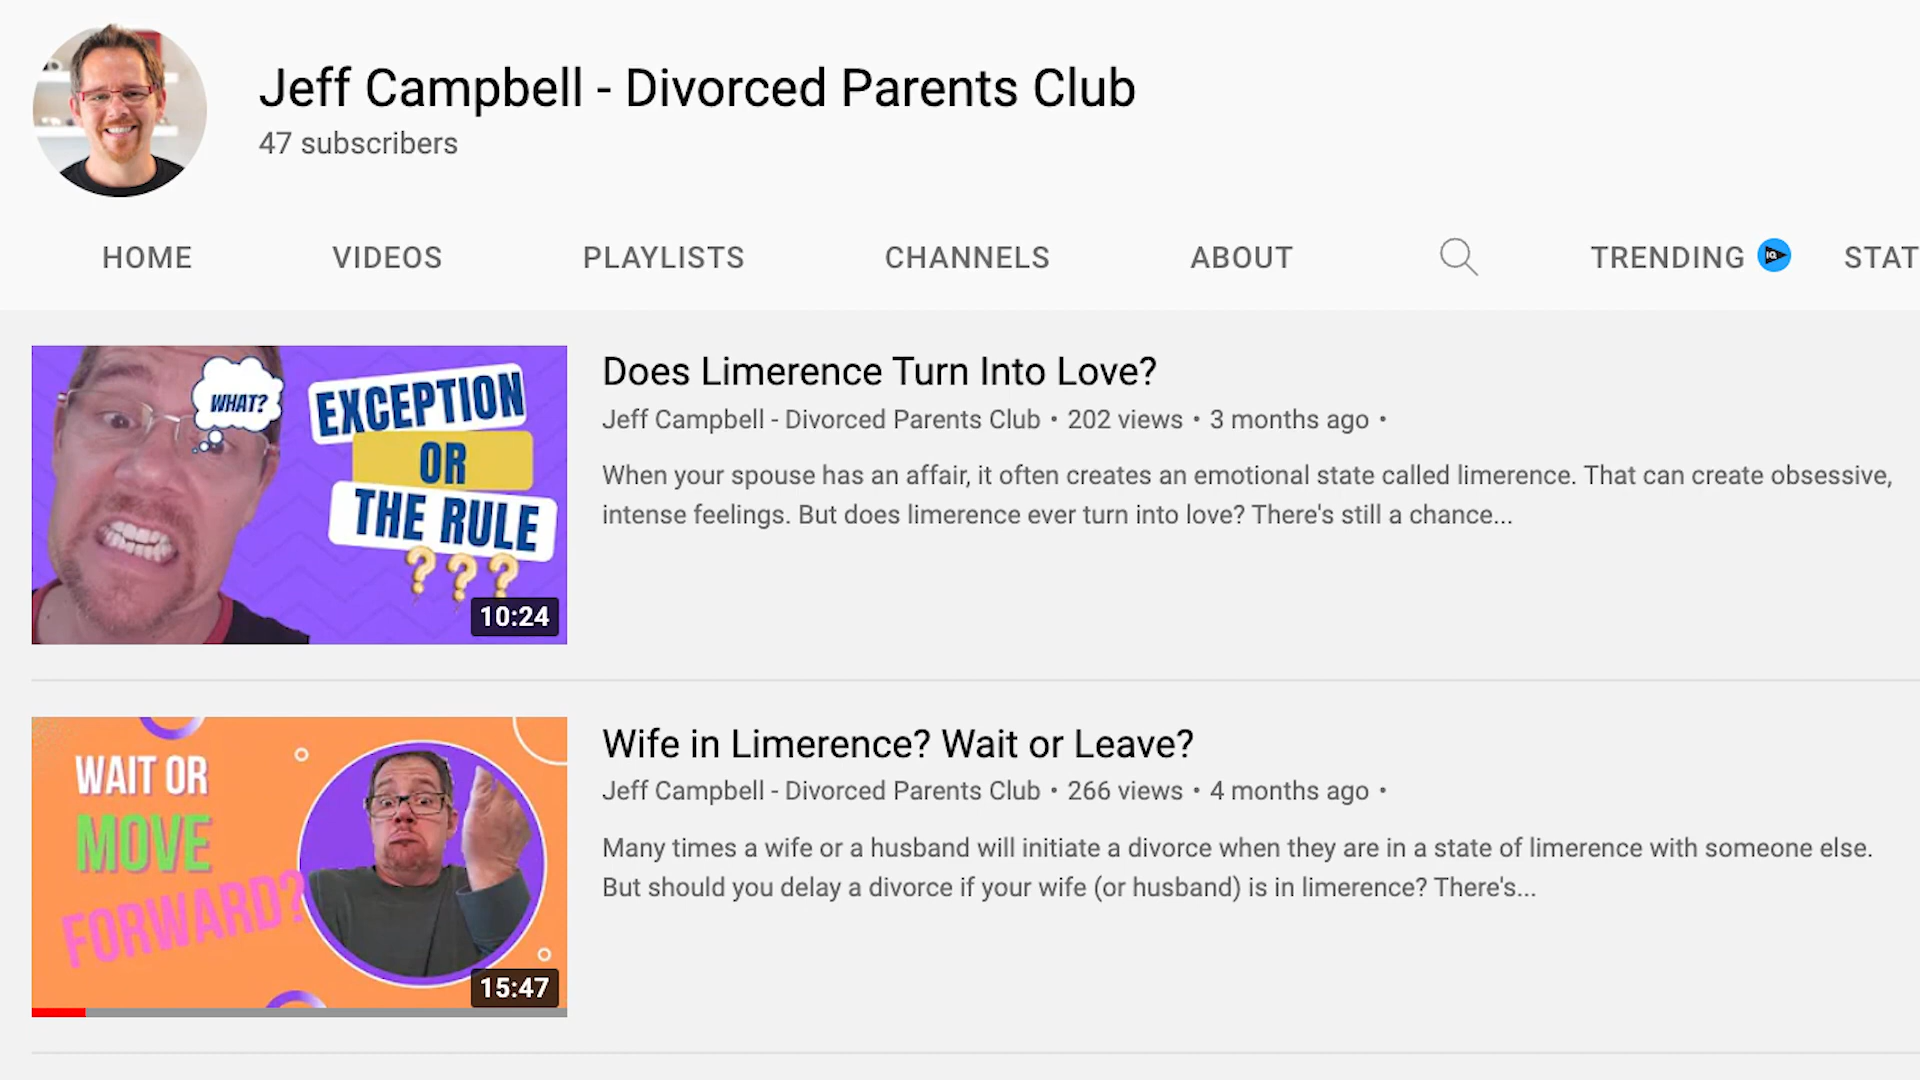 Jeff Campbell - Divorced Parents Club
47 subscribers
HOME VIDEOS PLAYLISTS CHANNELS ABOUT TRENDING IQ STAT
WHAT?
EXCEPTION
OR
THE RULE
???
10:24
Does Limerence Turn Into Love?
Jeff Campbell - Divorced Parents Club • 202 views • 3 months ago •
When your spouse has an affair, it often creates an emotional state called limerence. That can create obsessive,
intense feelings. But does limerence ever turn into love? There's still a chance...
WAIT OR
MOVE
FORWARD?
15:47
Wife in Limerence? Wait or Leave?
Jeff Campbell - Divorced Parents Club • 266 views • 4 months ago •
Many times a wife or a husband will initiate a divorce when they are in a state of limerence with someone else.
But should you delay a divorce if your wife (or husband) is in limerence? There's...